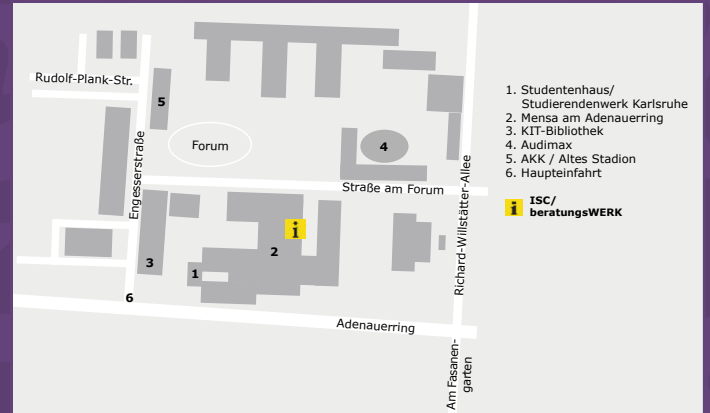 Rudolf-Plank-Str.
5
Forum
4
Engesserstraße
Straße am Forum
Richard-Willstätter-Allee
3
1
2
i
6
Adenauerring
Am Fasanen-
garten
1. Studentenhaus/
Studierendenwerk Karlsruhe
2. Mensa am Adenauerring
3. KIT-Bibliothek
4. Audimax
5. AKK / Altes Stadion
6. Haupteinfahrt
i ISC/
beratungsWERK